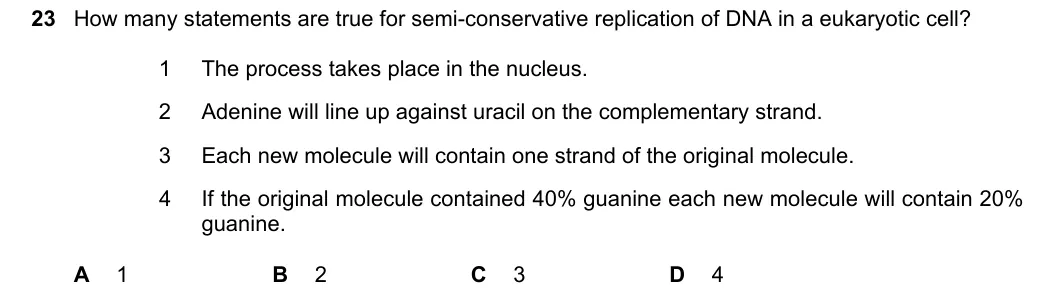 23 How many statements are true for semi-conservative replication of DNA in a eukaryotic cell?
1 The process takes place in the nucleus.
2 Adenine will line up against uracil on the complementary strand.
3 Each new molecule will contain one strand of the original molecule.
4 If the original molecule contained 40% guanine each new molecule will contain 20%
guanine.
A 1 B 2 C 3 D 4